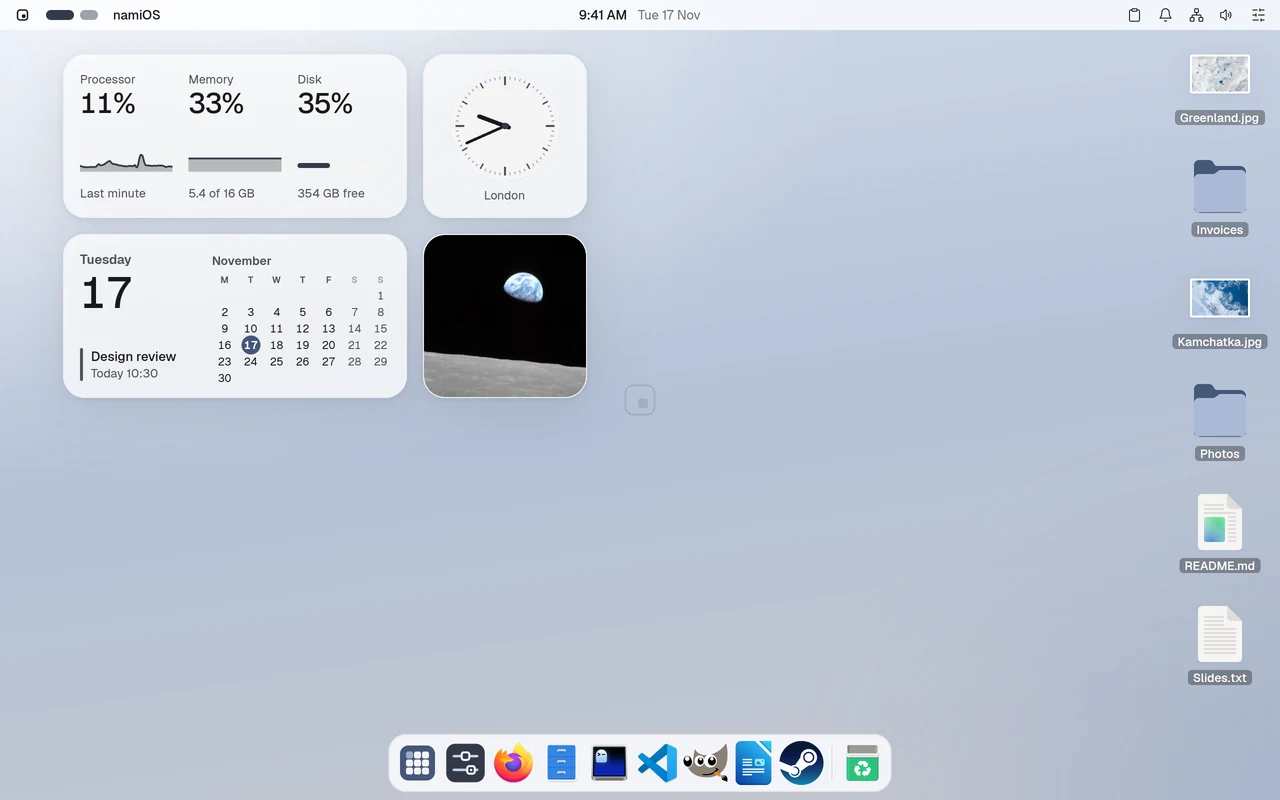 namiOS
9:41 AM Tue 17 Nov
Processor Memory Disk
11% 33% 35%
Last minute 5.4 of 16 GB 354 GB free
London
Tuesday
17
Design review
Today 10:30
November
M T W T F S S
1
2 3 4 5 6 7 8
9 10 11 12 13 14 15
16 17 18 19 20 21 22
23 24 25 26 27 28 29
30
Greenland.jpg
Invoices
Kamchatka.jpg
Photos
README.md
Slides.txt